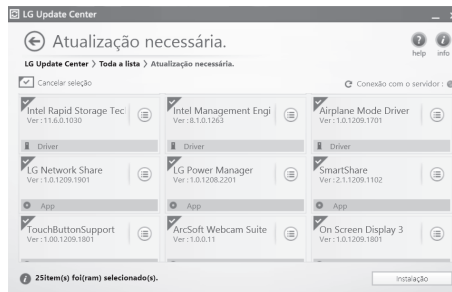 LG Update Center
Atualização necessária.
help info
LG Update Center > Toda a lista > Atualização necessária.
Cancelar seleção
Conexão com o servidor :
Intel Rapid Storage Tec
Ver : 11.6.0.1030
Driver
Intel Management Engi
Ver : 8.1.0.1263
Driver
Airplane Mode Driver
Ver : 1.0.1209.1701
Driver
LG Network Share
Ver : 1.0.1209.1901
App
LG Power Manager
Ver : 1.0.1208.2201
App
SmartShare
Ver : 2.1.1209.1102
App
TouchButtonSupport
Ver : 1.00.1209.1801
ArcSoft Webcam Suite
Ver : 1.0.0.11
On Screen Display 3
Ver : 1.0.1209.1801
25item(s) foi(ram) selecionado(s).
Instalação